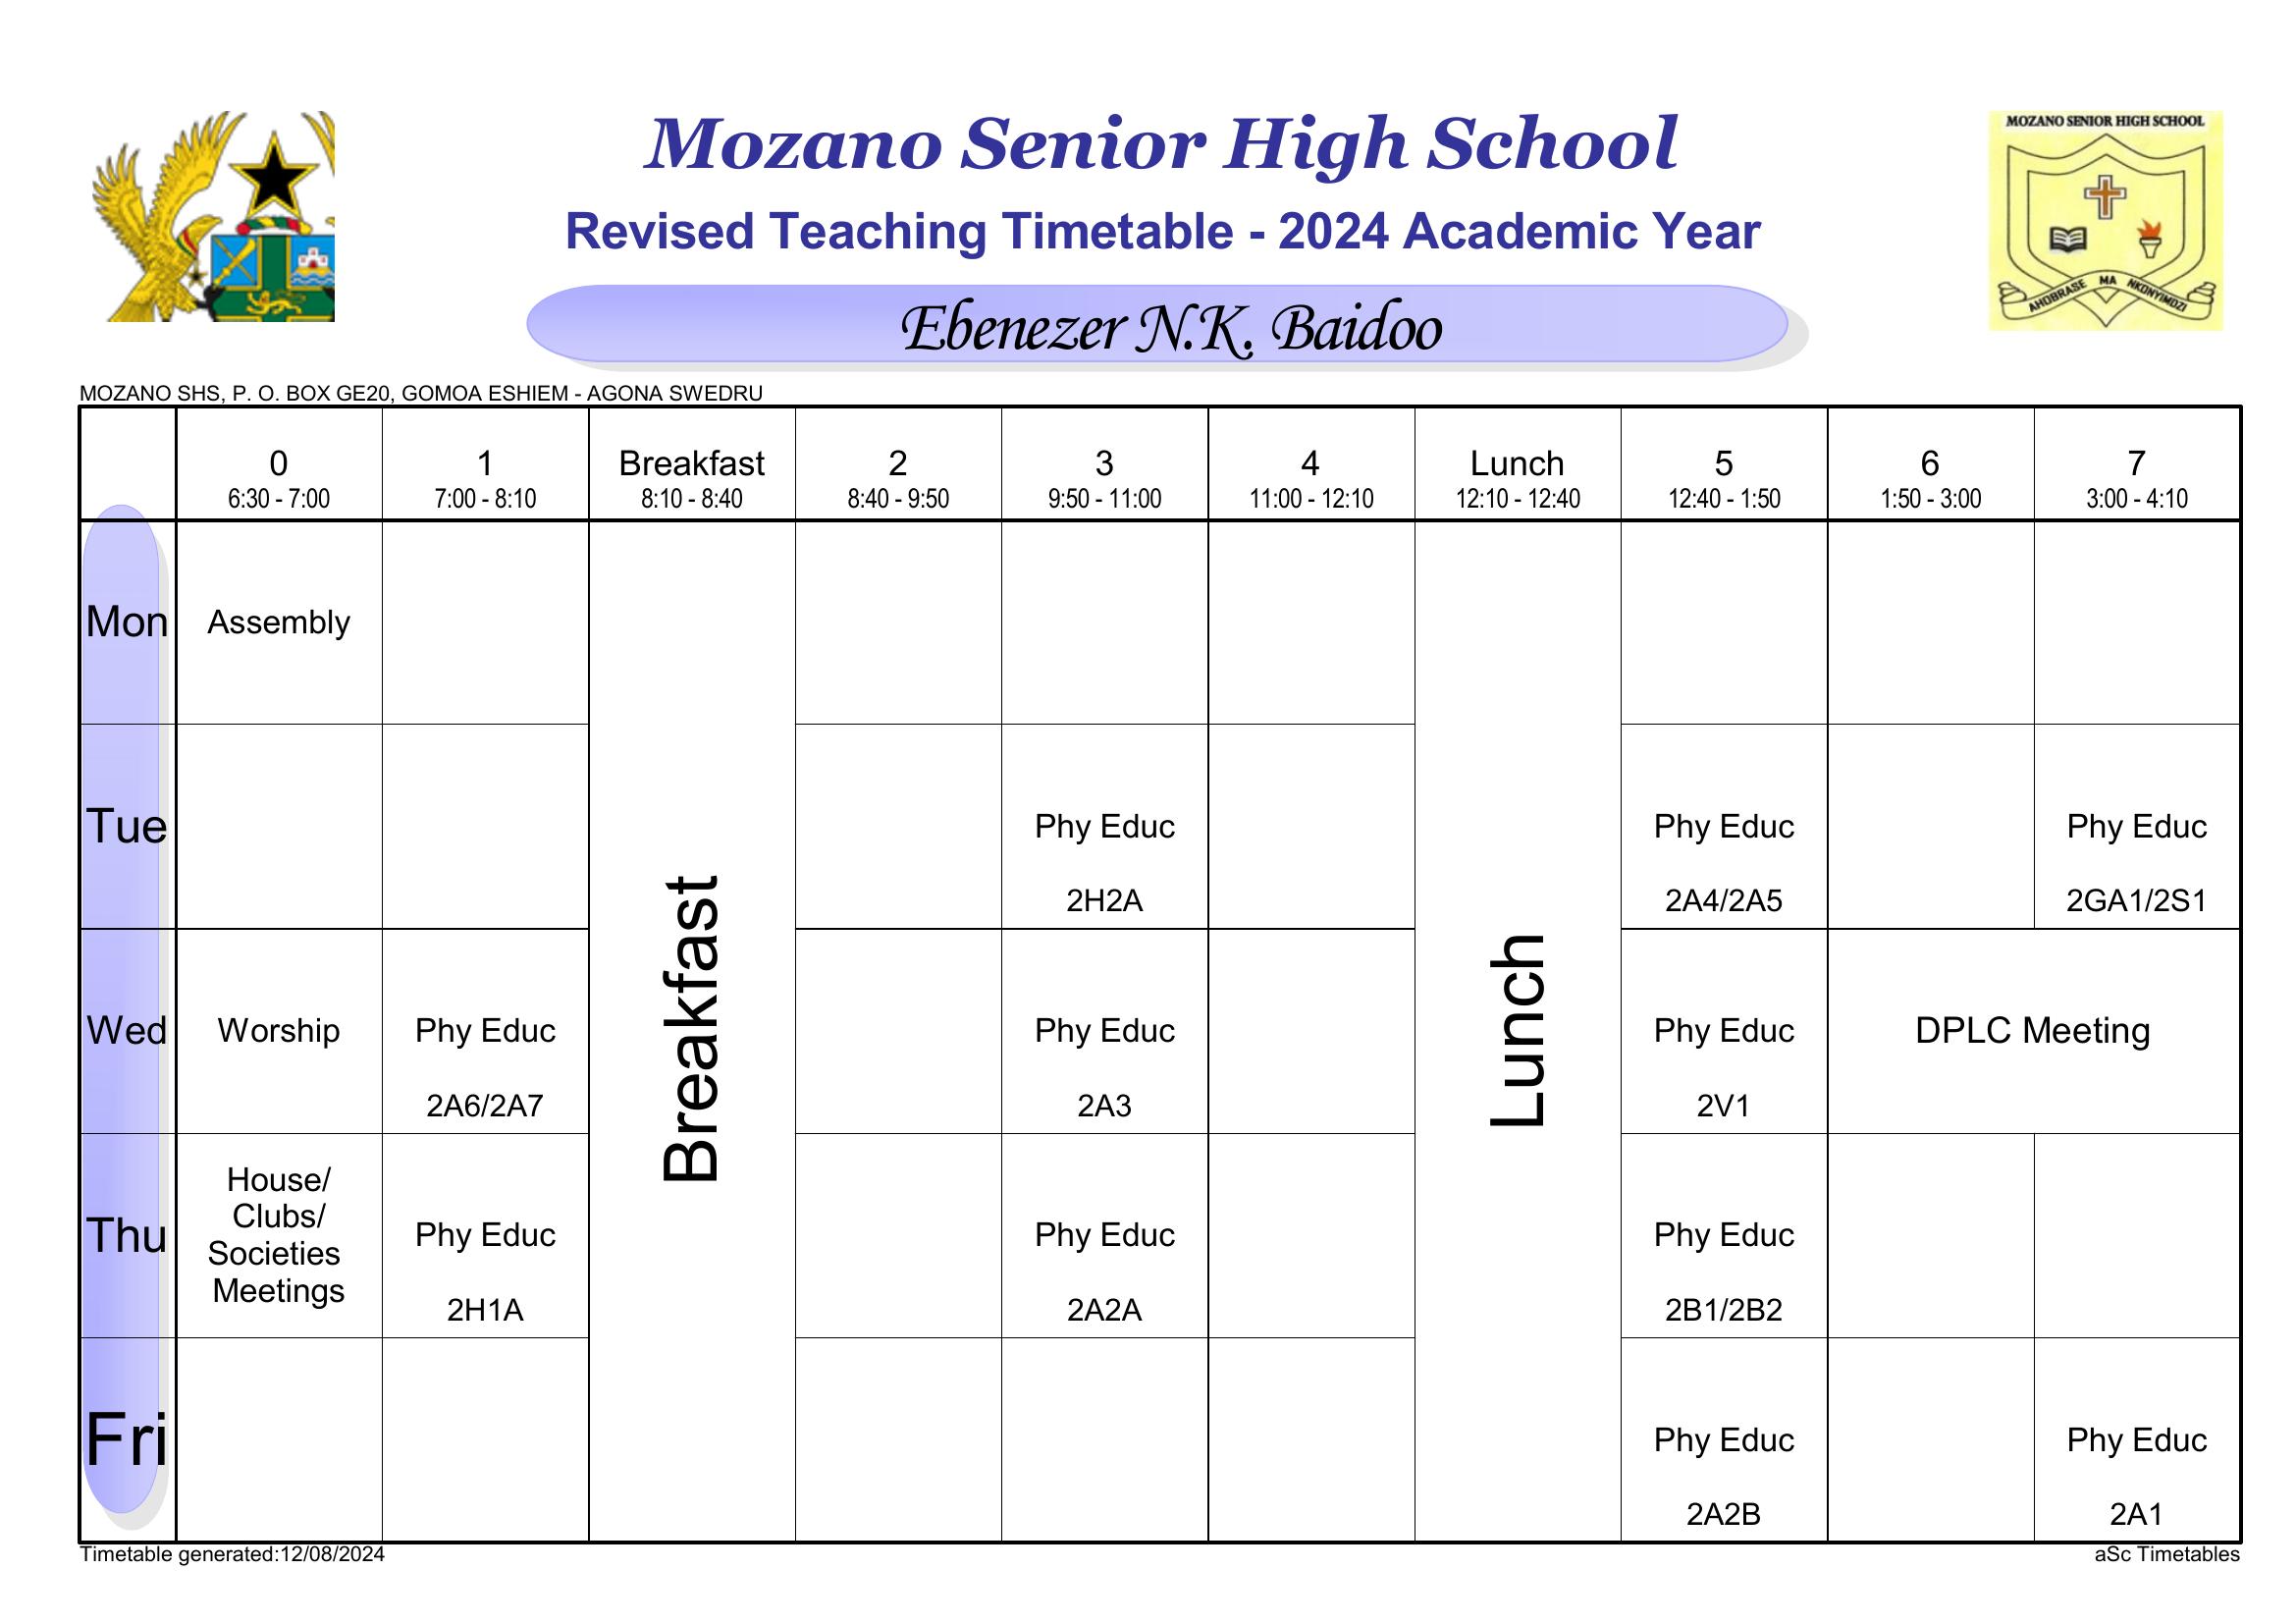 MOZANO SENIOR HIGH SCHOOL
AHOBRASE MA NKONYIMDZI
Mozano Senior High School
Revised Teaching Timetable - 2024 Academic Year
Ebenezer N.K. Baidoo
MOZANO SHS, P. O. BOX GE20, GOMOA ESHIEM - AGONA SWEDRU
0 1 Breakfast 2 3 4 Lunch 5 6 7
6:30 - 7:00 7:00 - 8:10 8:10 - 8:40 8:40 - 9:50 9:50 - 11:00 11:00 - 12:10 12:10 - 12:40 12:40 - 1:50 1:50 - 3:00 3:00 - 4:10
Mon Assembly
Breakfast
Lunch
Tue Phy Educ Phy Educ Phy Educ
2H2A 2A4/2A5 2GA1/2S1
Wed Worship Phy Educ Phy Educ Phy Educ DPLC Meeting
2A6/2A7 2A3 2V1
House/
Clubs/
Thu Phy Educ Phy Educ Phy Educ
Societies
Meetings
2H1A 2A2A 2B1/2B2
Fri Phy Educ Phy Educ
2A2B 2A1
Timetable generated:12/08/2024 aSc Timetables